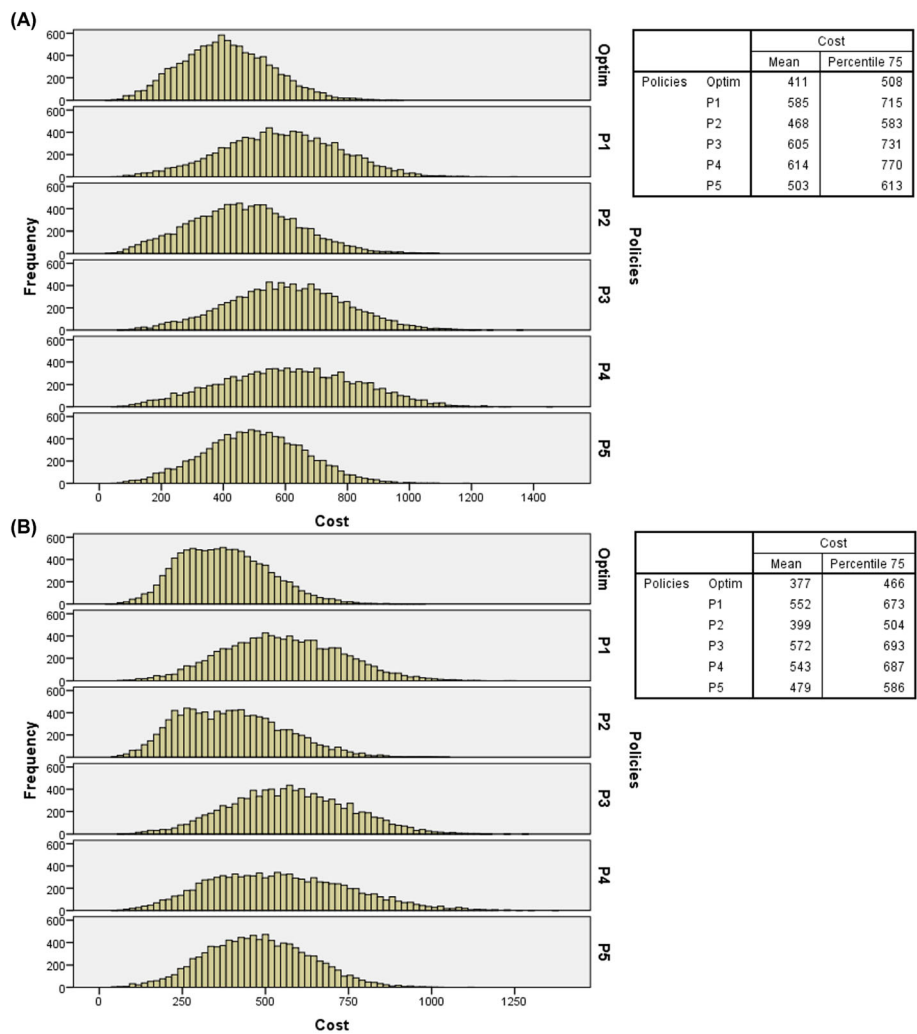 (A)
Frequency
600
400
200
0
Optim
600
400
200
0
P1
600
400
200
0
P2
600
400
200
0
P3
600
400
200
0
P4
600
400
200
0
P5
Policies
0 200 400 600 800 1000 1200 1400
Cost
Cost
Mean Percentile 75
Policies Optim 411 508
P1 585 715
P2 468 583
P3 605 731
P4 614 770
P5 503 613
(B)
Frequency
600
400
200
0
Optim
600
400
200
0
P1
600
400
200
0
P2
600
400
200
0
P3
600
400
200
0
P4
600
400
200
0
P5
Policies
0 250 500 750 1000 1250
Cost
Cost
Mean Percentile 75
Policies Optim 377 466
P1 552 673
P2 399 504
P3 572 693
P4 543 687
P5 479 586